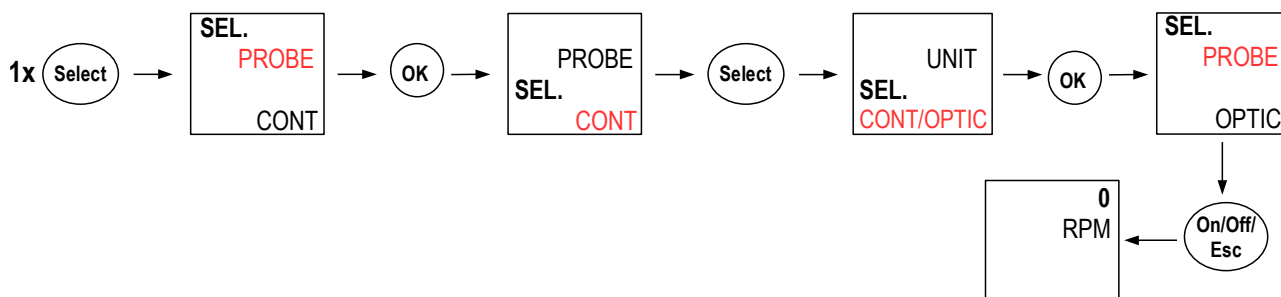 1x
Select
SEL.
PROBE
CONT
OK
PROBE
SEL.
CONT
Select
UNIT
SEL.
CONT/OPTIC
OK
SEL.
PROBE
OPTIC
On/Off/
Esc
0
RPM